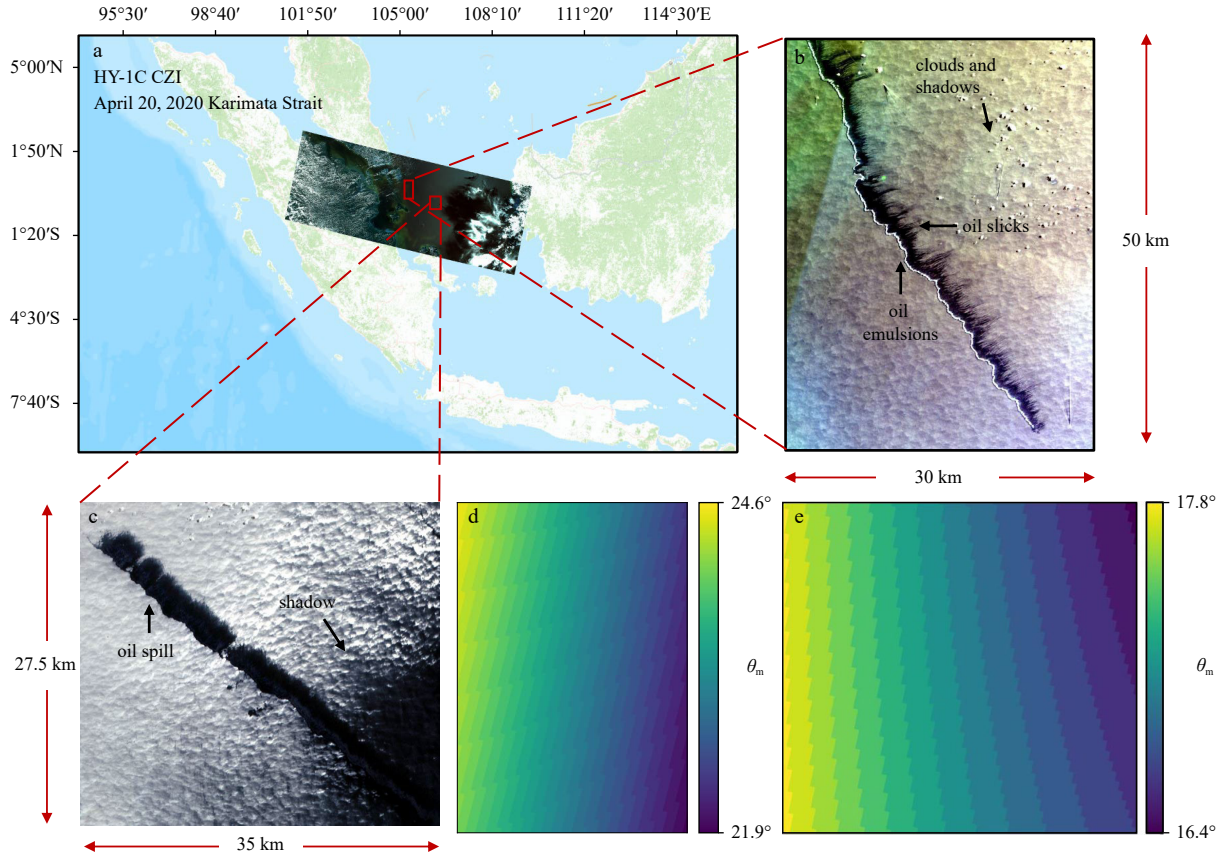 95°30′ 98°40′ 101°50′ 105°00′ 108°10′ 111°20′ 114°30′E
5°00′N
1°50′N
1°20′S
4°30′S
7°40′S
a
HY-1C CZI
April 20, 2020 Karimata Strait
b
clouds and
shadows
oil slicks
oil
emulsions
50 km
30 km
c
shadow
oil spill
27.5 km
35 km
d
24.6°
θm
21.9°
e
17.8°
θm
16.4°